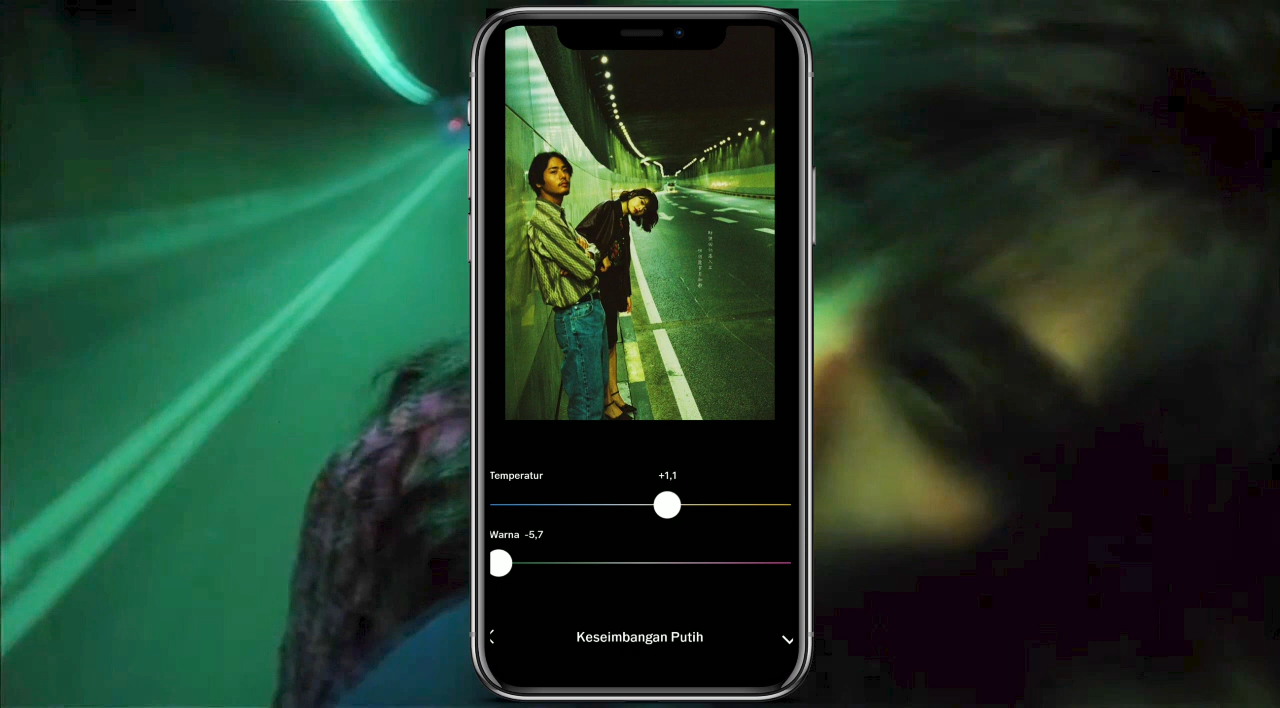 Temperatur +1,1
Warna -5,7
Keseimbangan Putih